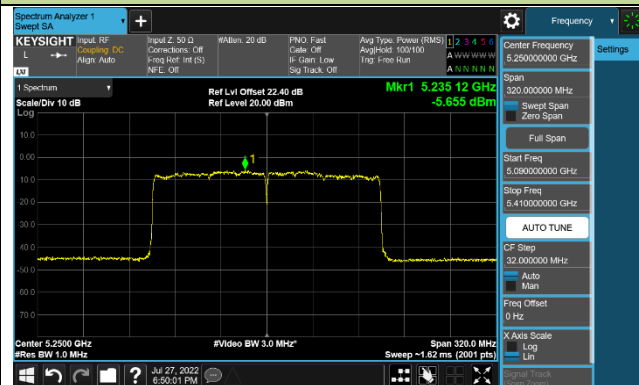 Spectrum Analyzer 1
Swept SA
Frequency
KEYSIGHT
Input: RF
Coupling: DC
Align: Auto
Input Z: 50 Ω
Corrections: Off
Freq Ref: Int (S)
NFE: Off
#Atten: 20 dB
PNO: Fast
Gate: Off
IF Gain: Low
Sig Track: Off
Avg Type: Power (RMS)
Avg|Hold: 100/100
Trig: Free Run
1 2 3 4 5 6
A W W W W W
A N N N N N
L
LXI
1 Spectrum
Scale/Div 10 dB
Log
Ref Lvl Offset 22.40 dB
Ref Level 20.00 dBm
Mkr1 5.235 12 GHz
-5.655 dBm
10.0
0.00
-10.0
-20.0
-30.0
-40.0
-50.0
-60.0
-70.0
1
Center 5.2500 GHz
#Res BW 1.0 MHz
#Video BW 3.0 MHz*
Span 320.0 MHz
Sweep ~1.62 ms (2001 pts)
Jul 27, 2022
6:50:01 PM
Center Frequency
5.250000000 GHz
Settings
Span
320.000000 MHz
Swept Span
Zero Span
Full Span
Start Freq
5.090000000 GHz
Stop Freq
5.410000000 GHz
AUTO TUNE
CF Step
32.000000 MHz
Auto
Man
Freq Offset
0 Hz
X Axis Scale
Log
Lin
Signal Track
(Span Zoom)